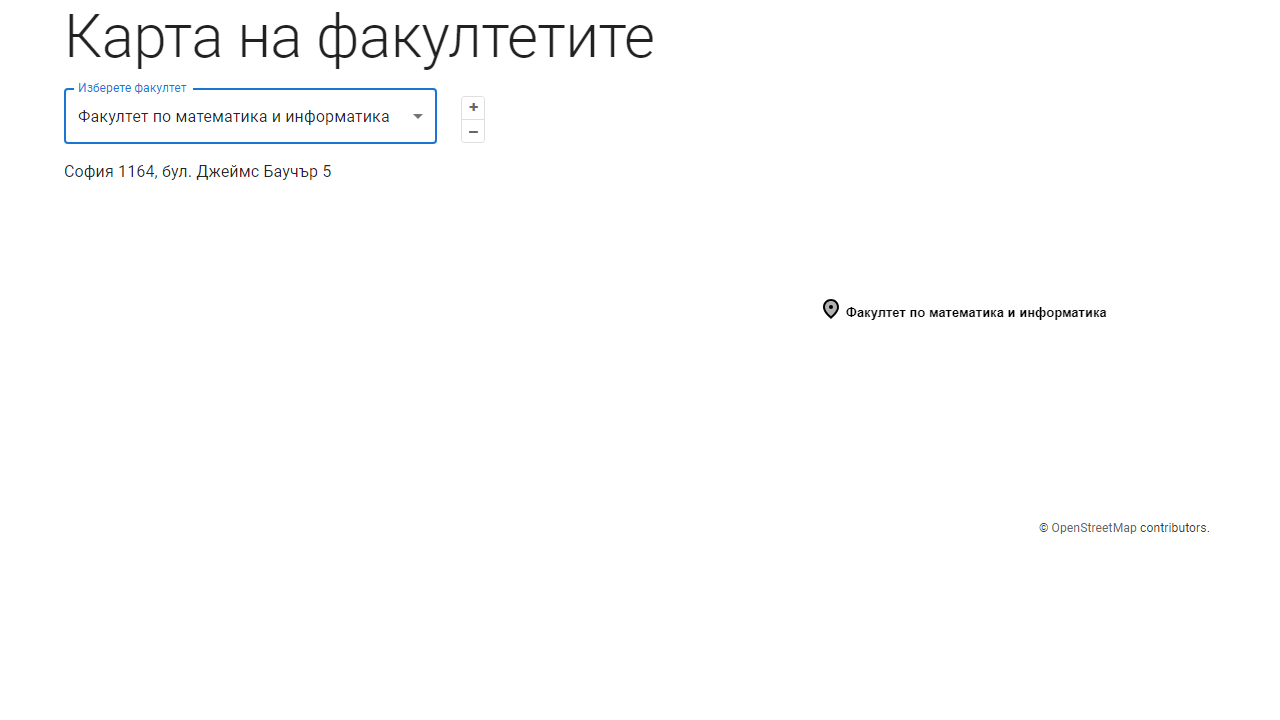 Карта на факултетите
Изберете факултет
Факултет по математика и информатика
+
−
София 1164, бул. Джеймс Баучър 5
Факултет по математика и информатика
© OpenStreetMap contributors.